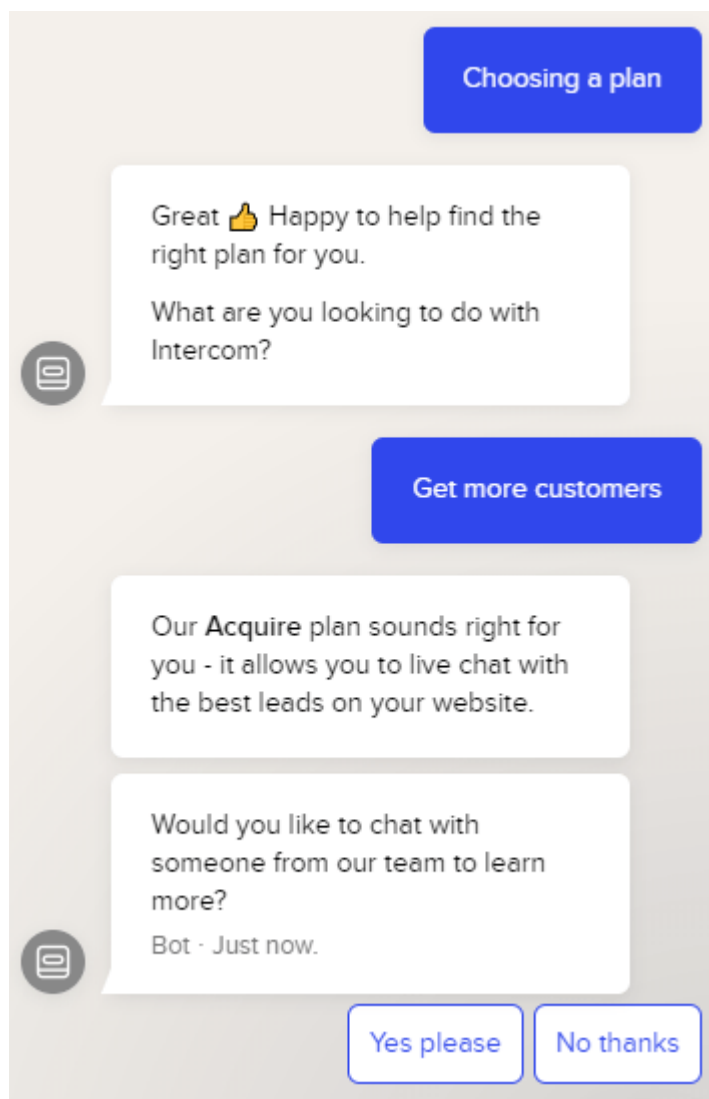 Choosing a plan
Great 👍 Happy to help find the
right plan for you.
What are you looking to do with
Intercom?
Get more customers
Our Acquire plan sounds right for
you - it allows you to live chat with
the best leads on your website.
Would you like to chat with
someone from our team to learn
more?
Bot · Just now.
Yes please
No thanks